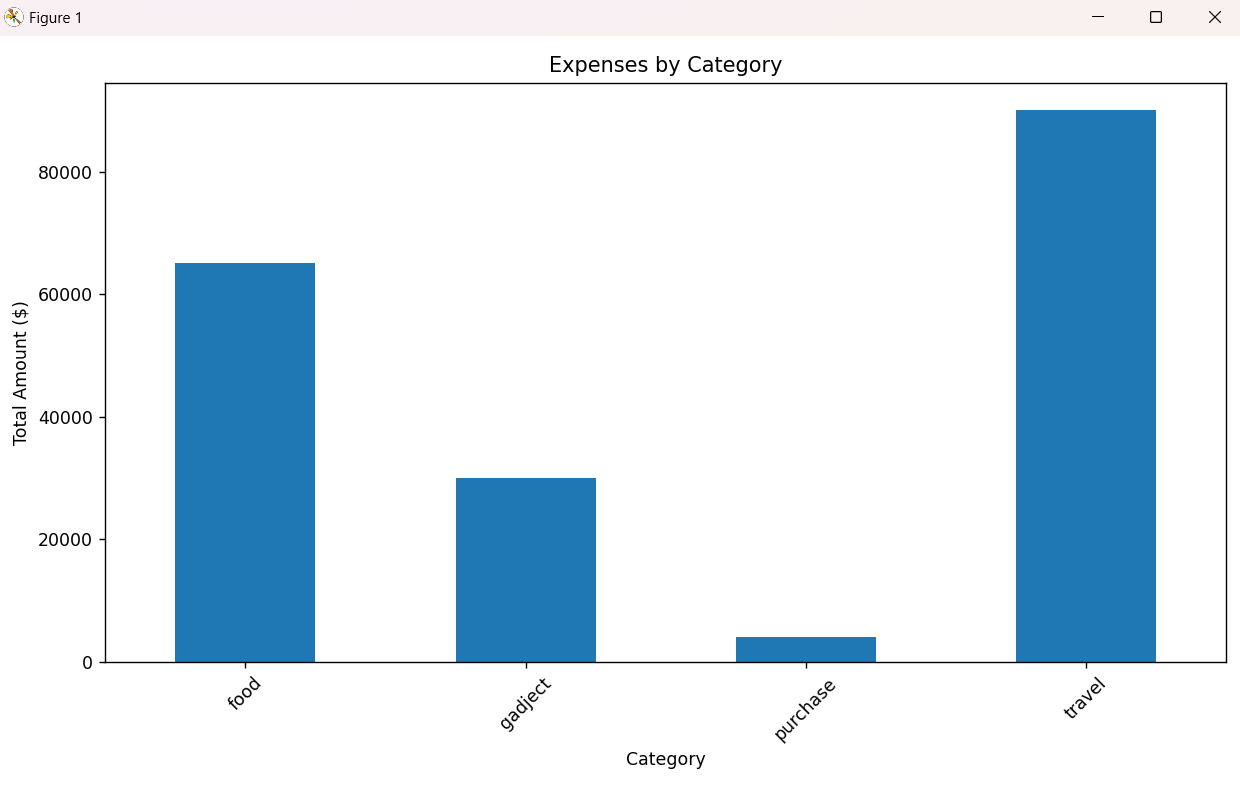 Figure 1
Expenses by Category
Total Amount ($)
80000
60000
40000
20000
0
food
gadject
purchase
travel
Category